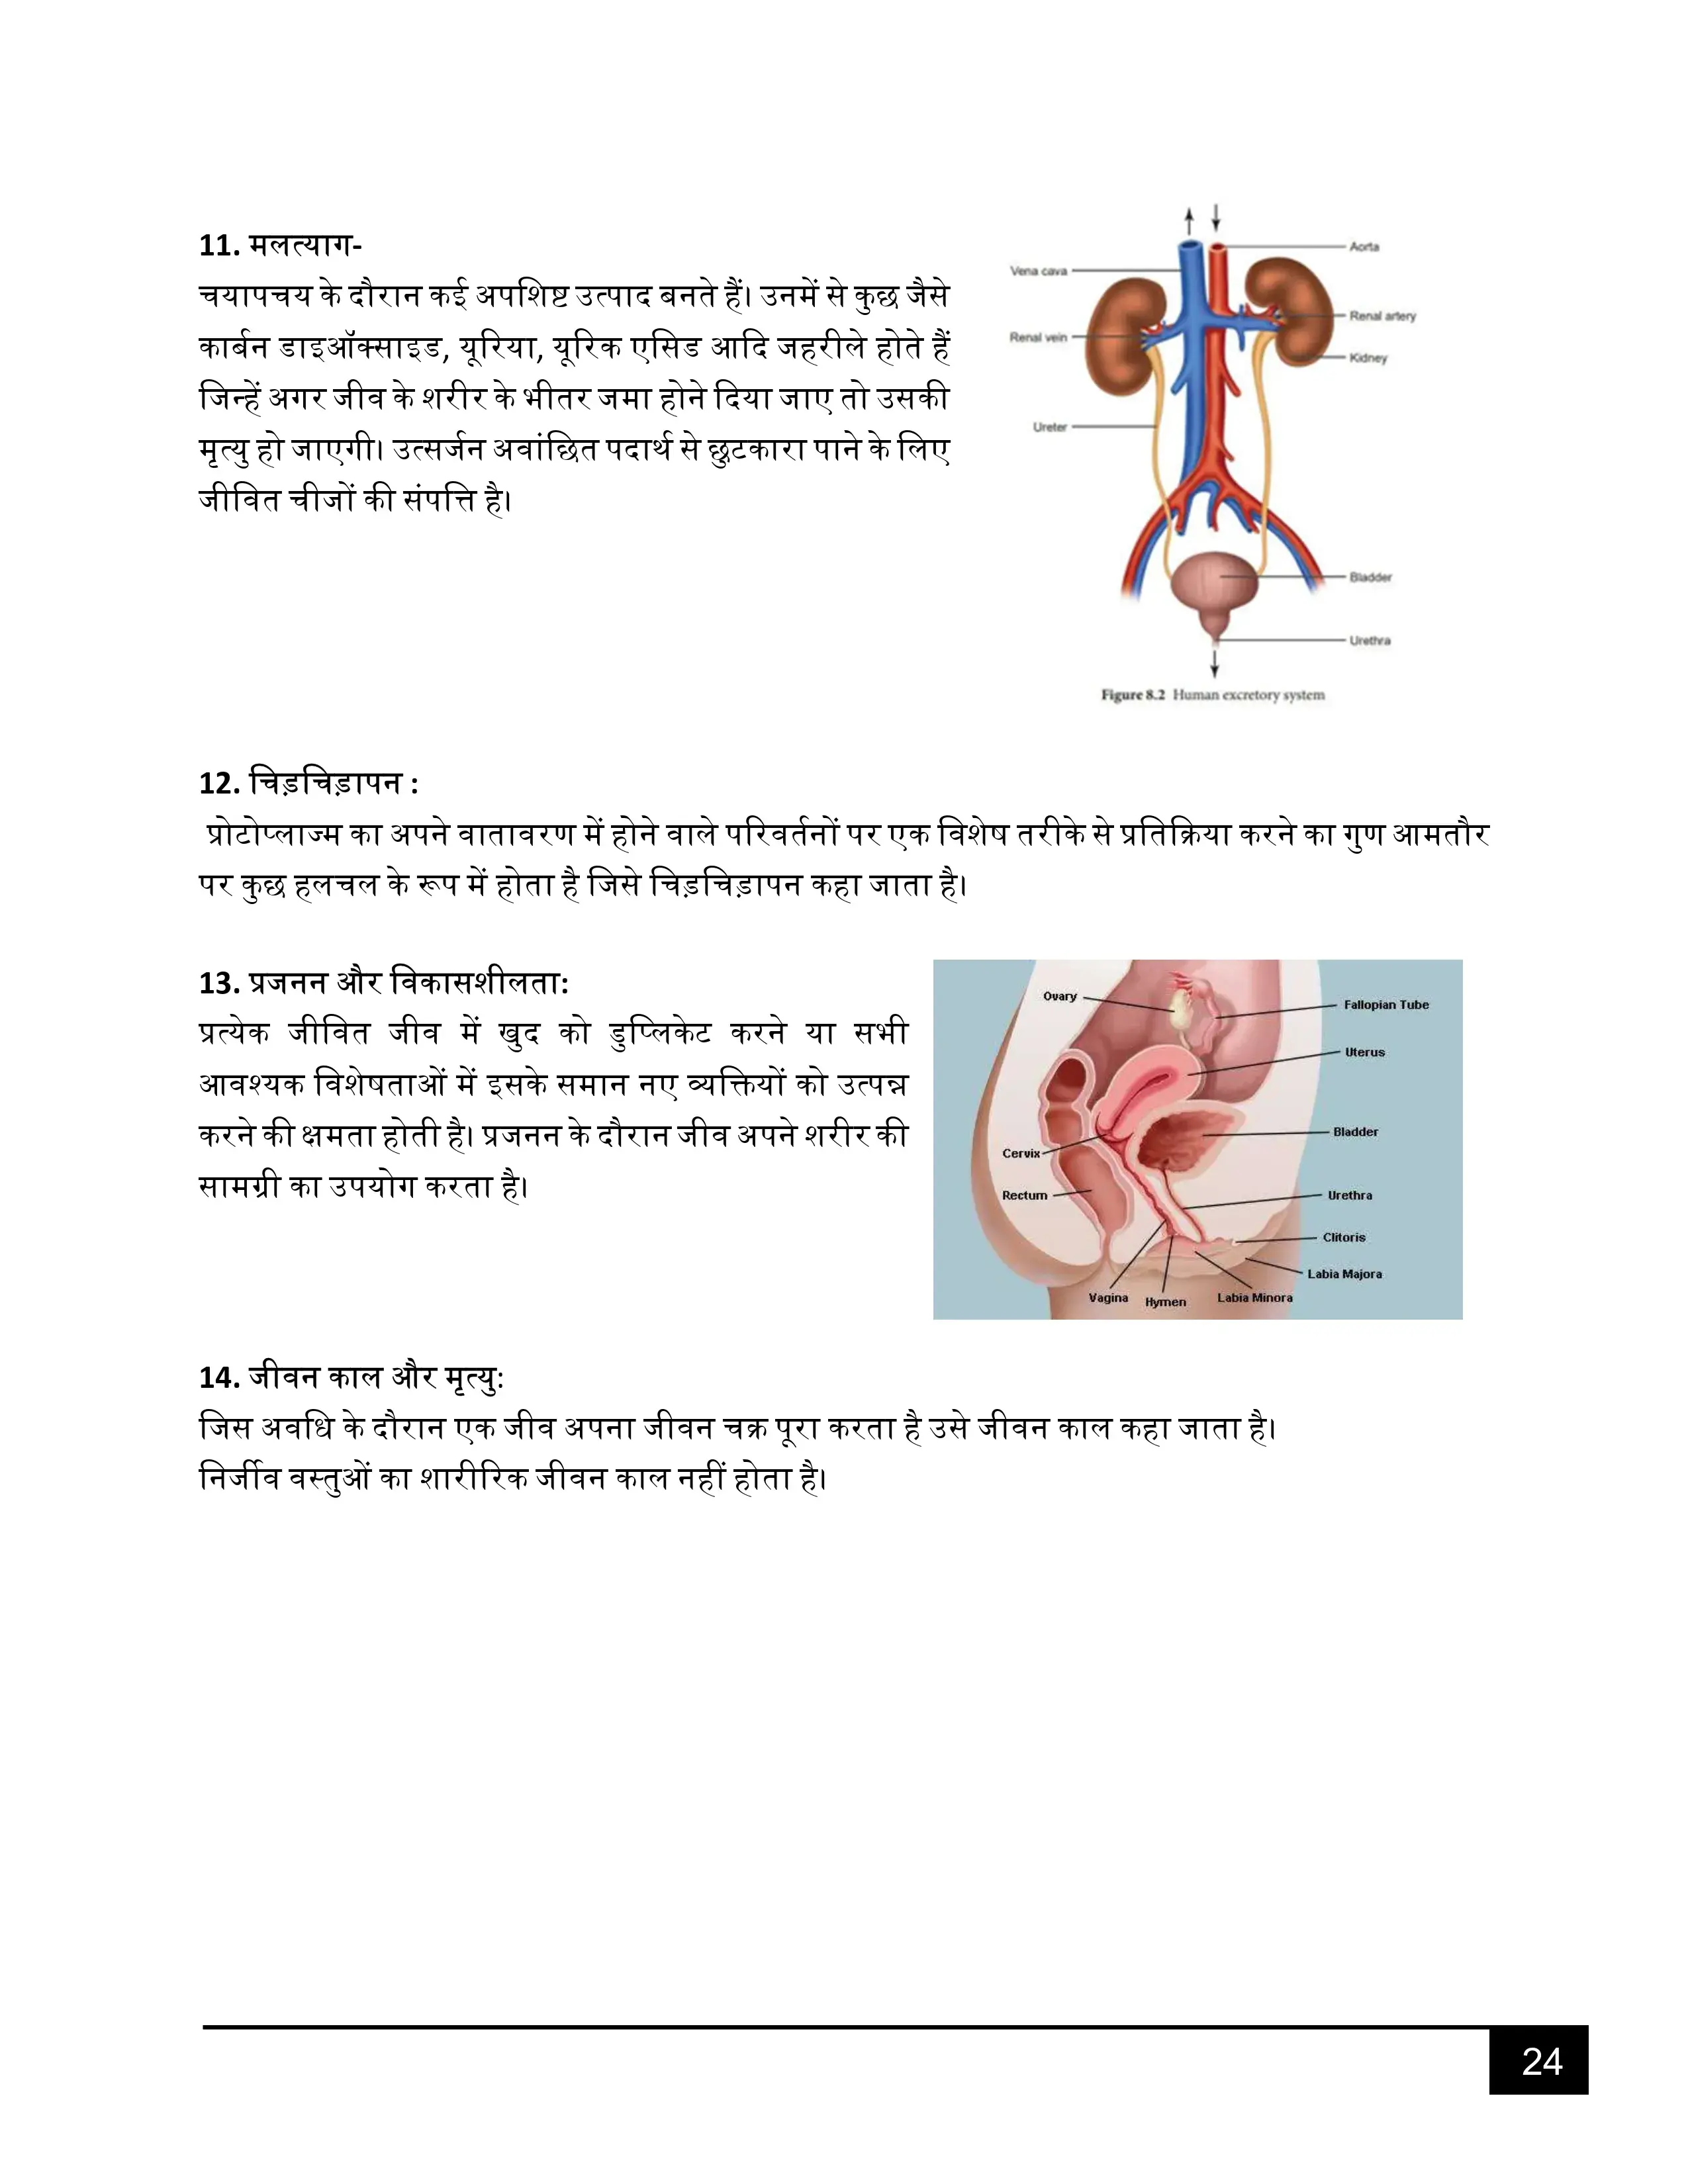 11. मलत्याग-
चयापचय के दौरान कई अपशिष्ट उत्पाद बनते हैं। उनमें से कुछ जैसे
कार्बन डाइऑक्साइड, यूरिया, यूरिक एसिड आदि जहरीले होते हैं
जिन्हें अगर जीव के शरीर के भीतर जमा होने दिया जाए तो उसकी
मृत्यु हो जाएगी। उत्सर्जन अवांछित पदार्थ से छुटकारा पाने के लिए
जीवित चीजों की संपत्ति है।
Aorta
Vena cava
Renal artery
Renal vein
Kidney
Ureter
Bladder
Urethra
Figure 8.2 Human excretory system
12. चिड़चिड़ापन :
प्रोटोप्लाज्म का अपने वातावरण में होने वाले परिवर्तनों पर एक विशेष तरीके से प्रतिक्रिया करने का गुण आमतौर
पर कुछ हलचल के रूप में होता है जिसे चिड़चिड़ापन कहा जाता है।
13. प्रजनन और विकासशीलता:
प्रत्येक जीवित जीव में खुद को डुप्लिकेट करने या सभी
आवश्यक विशेषताओं में इसके समान नए व्यक्तियों को उत्पन्न
करने की क्षमता होती है। प्रजनन के दौरान जीव अपने शरीर की
सामग्री का उपयोग करता है।
Ovary
Fallopian Tube
Uterus
Bladder
Cervix
Rectum
Urethra
Clitoris
Labia Majora
Vagina
Hymen
Labia Minora
14. जीवन काल और मृत्यु:
जिस अवधि के दौरान एक जीव अपना जीवन चक्र पूरा करता है उसे जीवन काल कहा जाता है।
निर्जीव वस्तुओं का शारीरिक जीवन काल नहीं होता है।
24